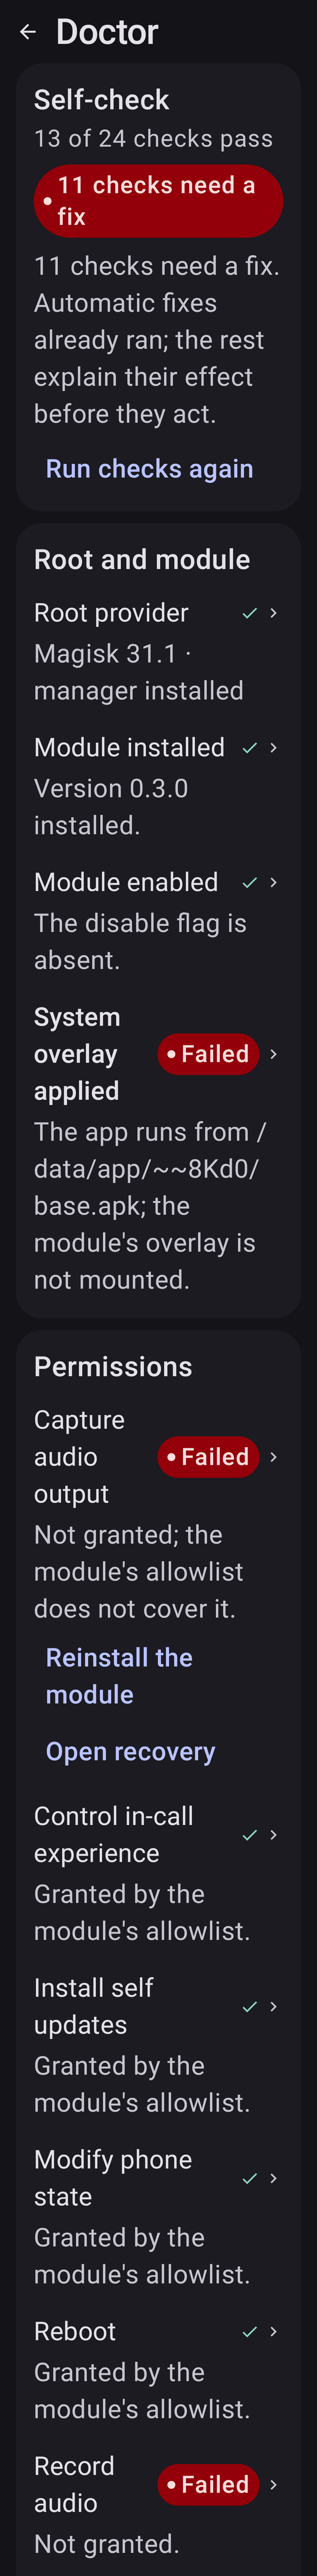 Doctor
Self-check
13 of 24 checks pass
11 checks need a
fix
11 checks need a fix.
Automatic fixes
already ran; the rest
explain their effect
before they act.
Run checks again
Root and module
Root provider
Magisk 31.1 ·
manager installed
Module installed
Version 0.3.0
installed.
Module enabled
The disable flag is
absent.
System
overlay
applied
Failed
The app runs from /
data/app/~~8Kd0/
base.apk; the
module's overlay is
not mounted.
Permissions
Capture
audio
output
Failed
Not granted; the
module's allowlist
does not cover it.
Reinstall the
module
Open recovery
Control in-call
experience
Granted by the
module's allowlist.
Install self
updates
Granted by the
module's allowlist.
Modify phone
state
Granted by the
module's allowlist.
Reboot
Granted by the
module's allowlist.
Record
audio
Failed
Not granted.